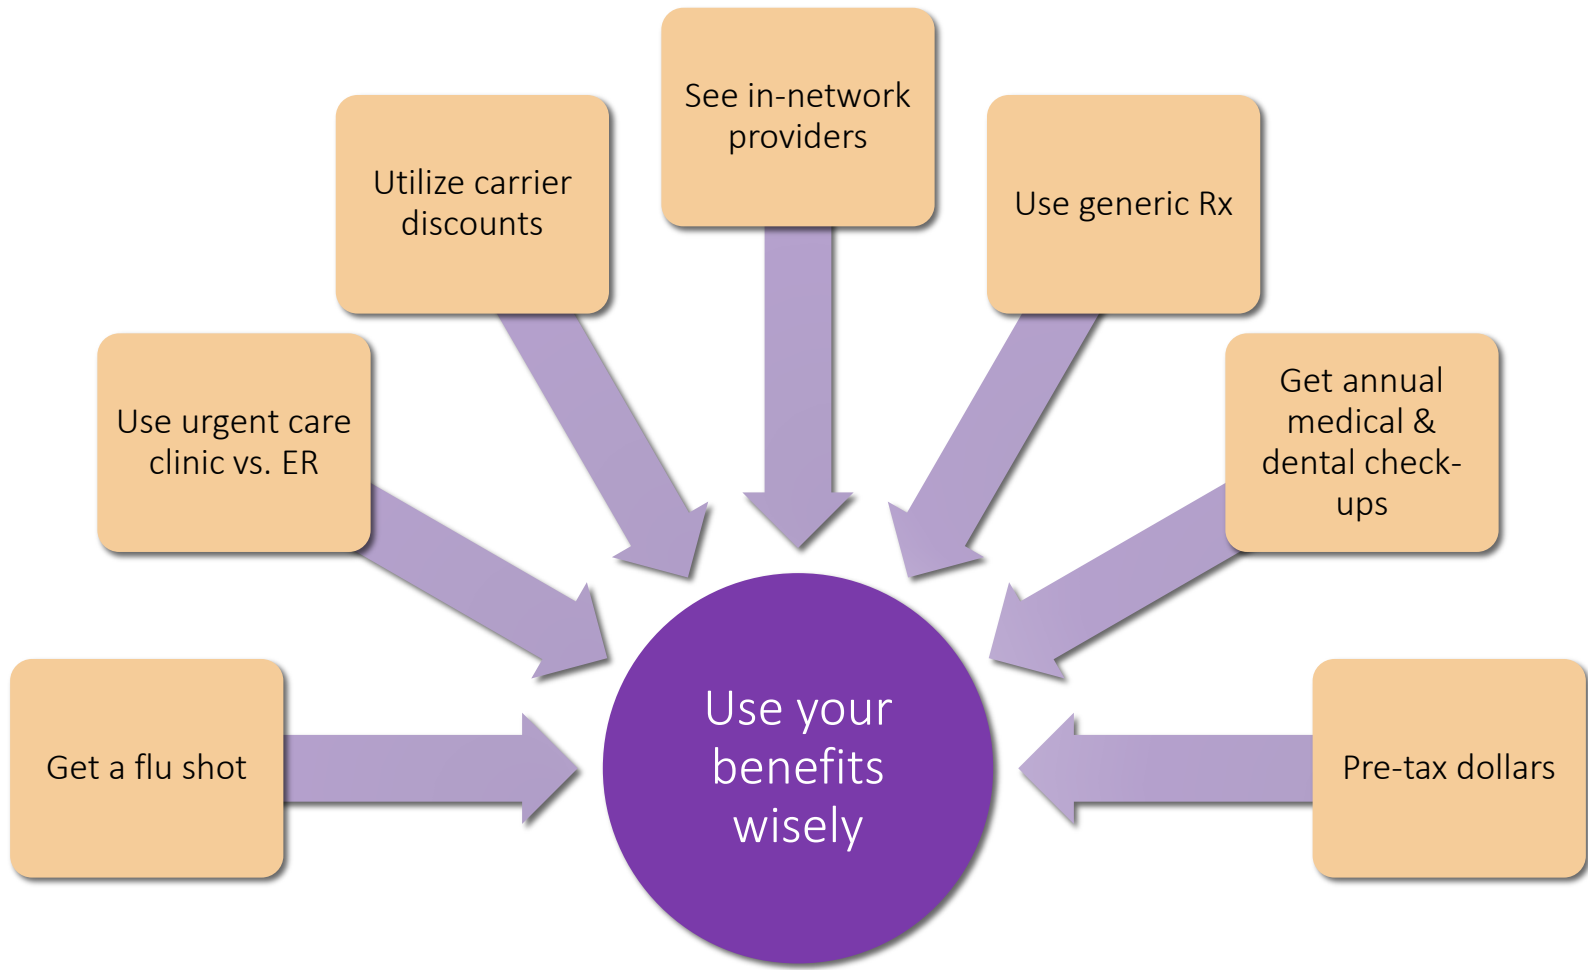 See in-network
providers
Utilize carrier
discounts
Use generic Rx
Use urgent care
clinic vs. ER
Get annual
medical &
dental check-
ups
Get a flu shot
Use your
benefits
wisely
Pre-tax dollars